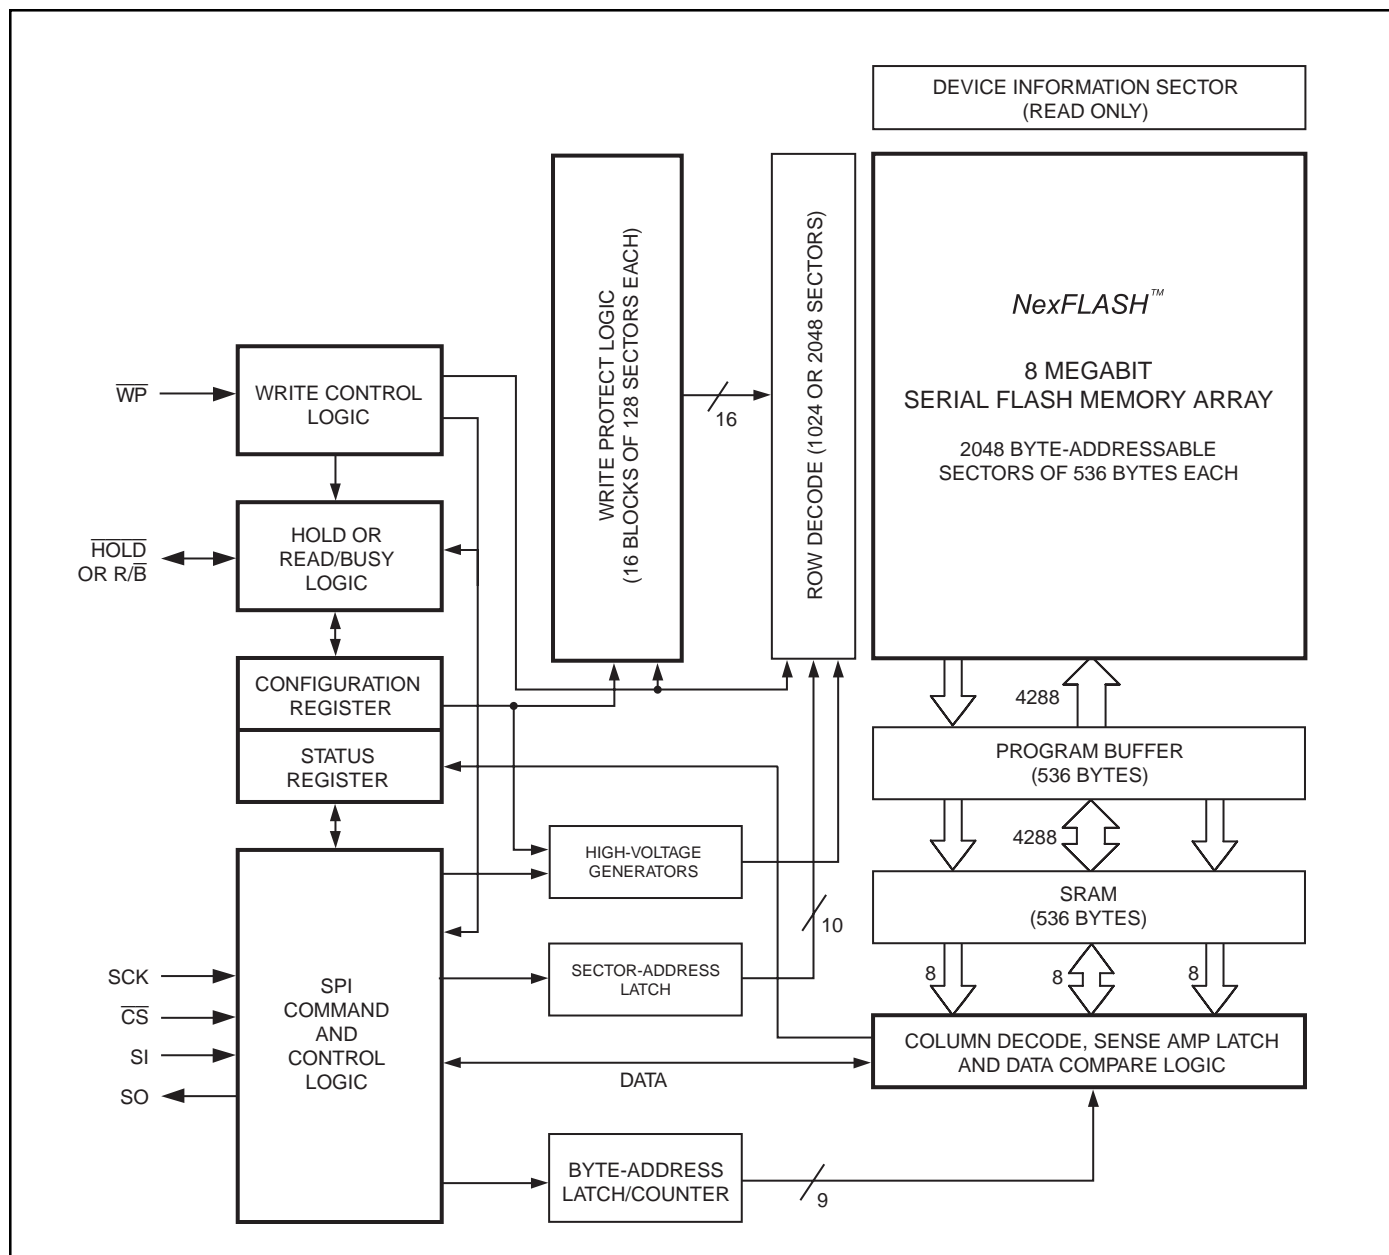 DEVICE INFORMATION SECTOR
(READ ONLY)
WRITE PROTECT LOGIC
(16 BLOCKS OF 128 SECTORS EACH)
ROW DECODE (1024 OR 2048 SECTORS)
NexFLASH™
8 MEGABIT
SERIAL FLASH MEMORY ARRAY
2048 BYTE-ADDRESSABLE
SECTORS OF 536 BYTES EACH
W̅P̅
WRITE CONTROL
LOGIC
16
H̅O̅L̅D̅
OR R/B̅
HOLD OR
READ/BUSY
LOGIC
CONFIGURATION
REGISTER
STATUS
REGISTER
4288
PROGRAM BUFFER
(536 BYTES)
4288
HIGH-VOLTAGE
GENERATORS
SRAM
(536 BYTES)
10
SECTOR-ADDRESS
LATCH
8
8
8
SCK
C̅S̅
SI
SO
SPI
COMMAND
AND
CONTROL
LOGIC
DATA
COLUMN DECODE, SENSE AMP LATCH
AND DATA COMPARE LOGIC
BYTE-ADDRESS
LATCH/COUNTER
9